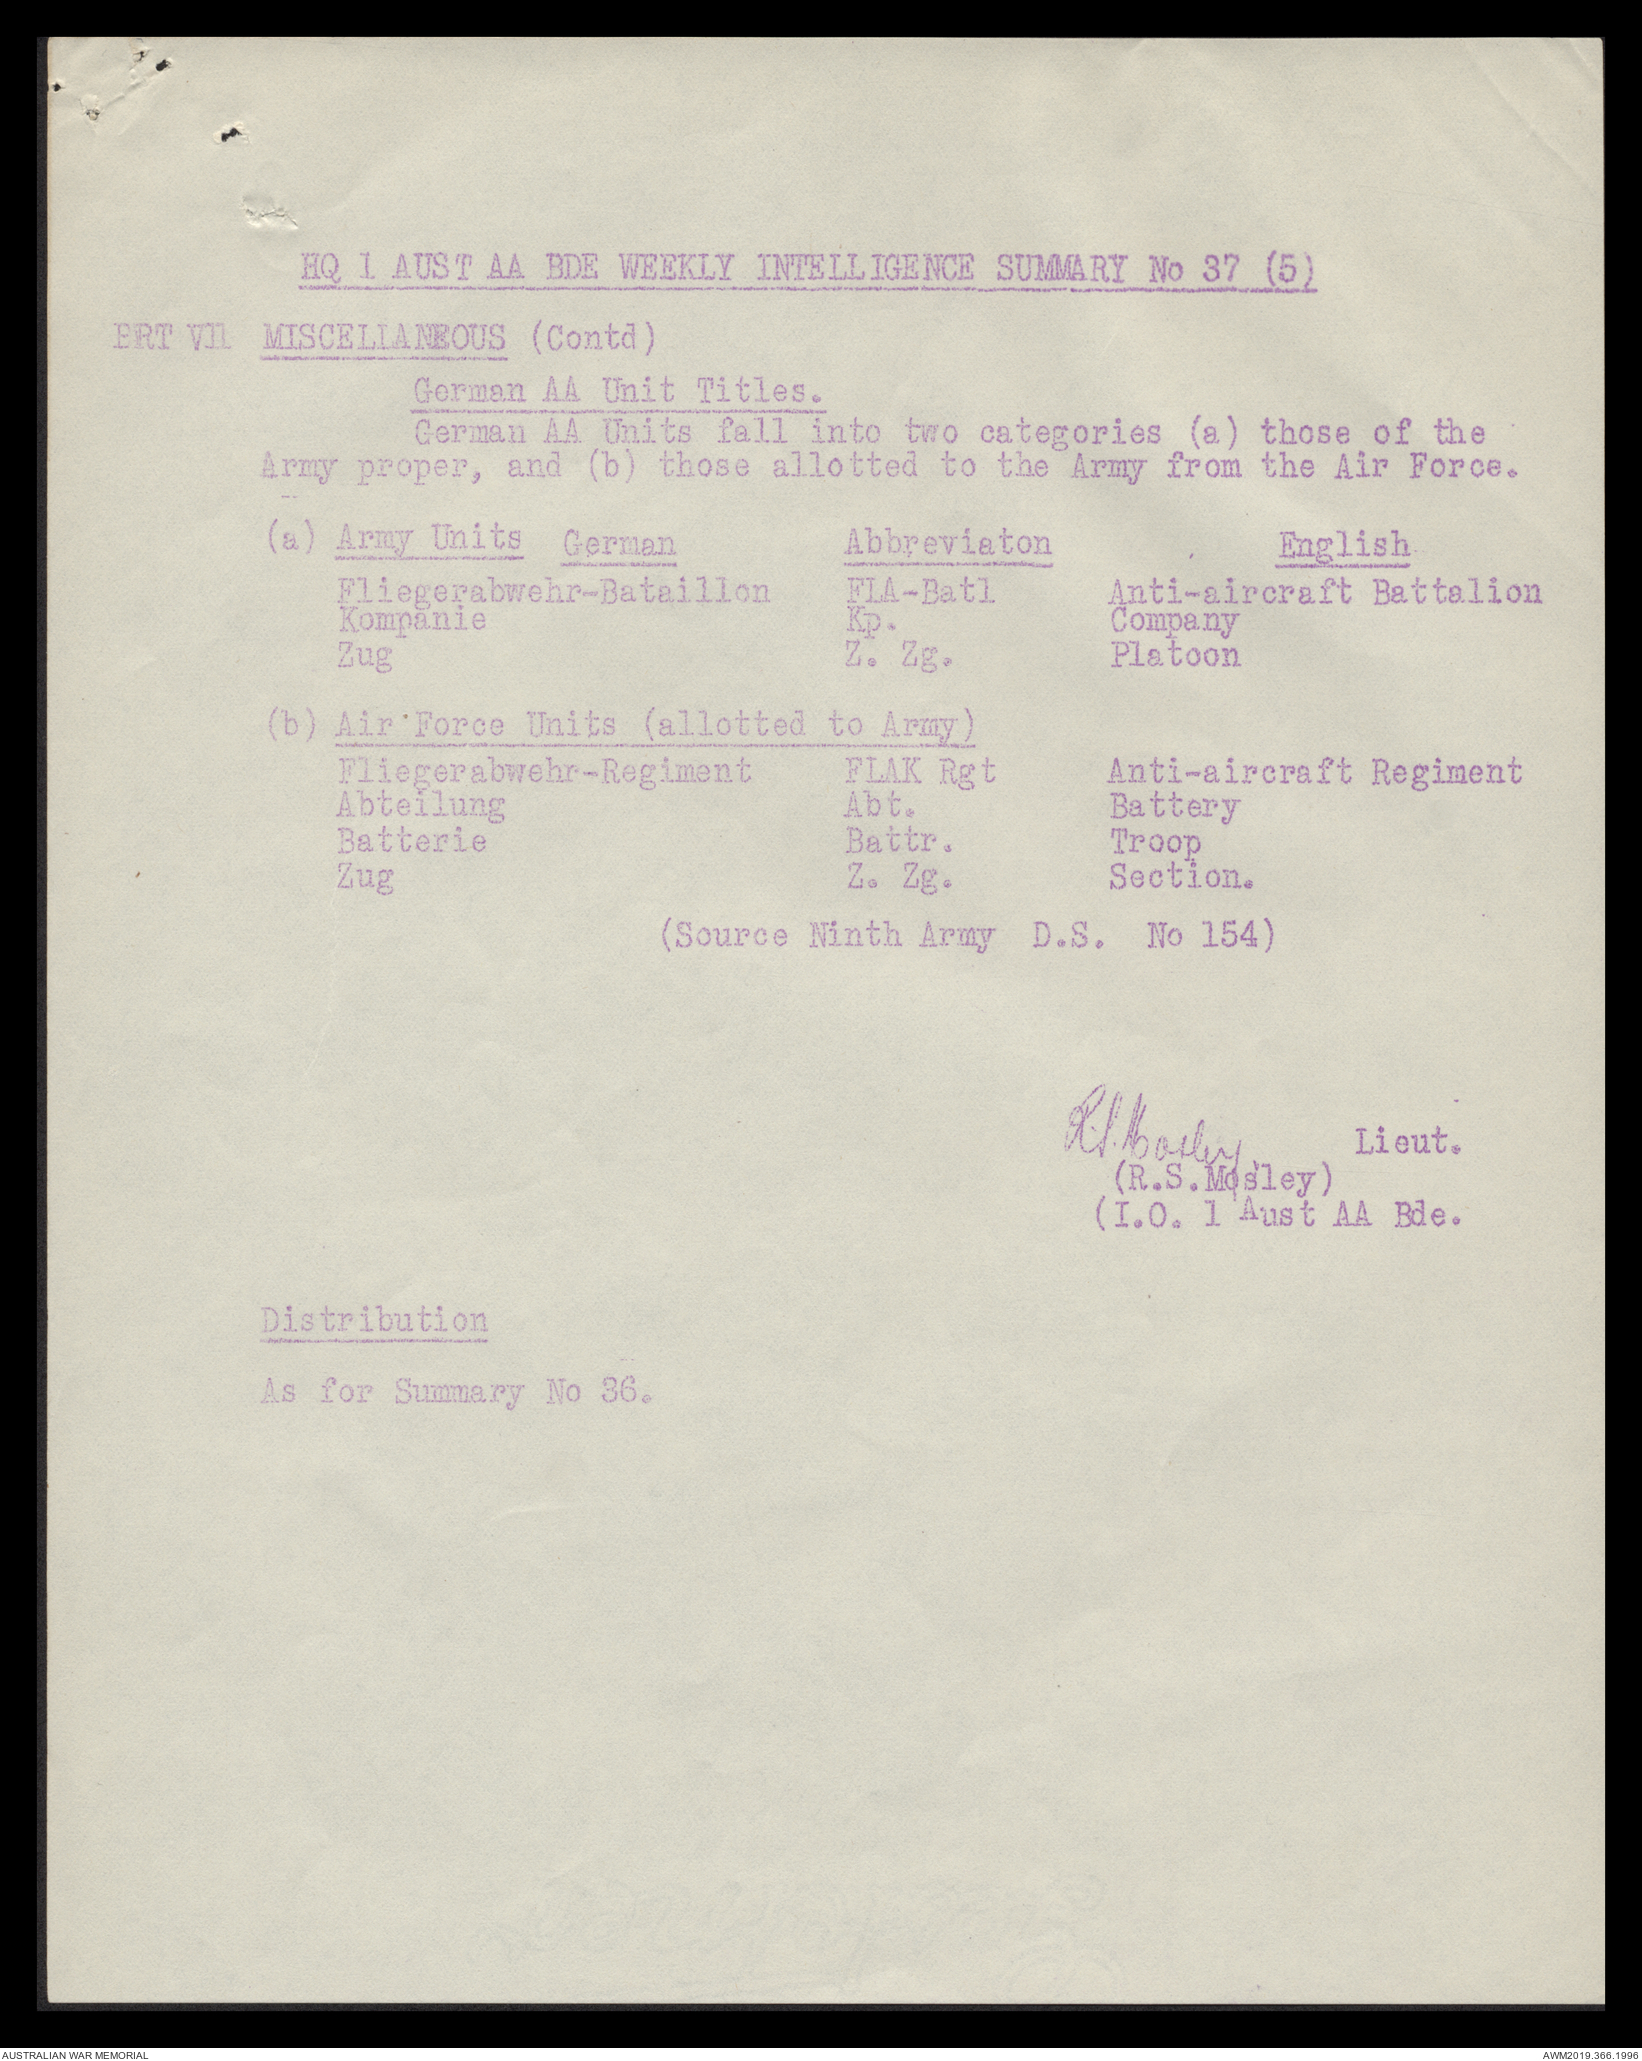 HQ 1 AUST AA BDE WEEKLY INTELLIGENCE SUMMARY No 37 (5)
PRT VII MISCELLANEOUS (Contd)
German AA Unit Titles.
German AA Units fall into two categories (a) those of the
Army proper, and (b) those allotted to the Army from the Air Force.
(a) Army Units German Abbreviaton English
Fliegerabwehr-Bataillon FLA-Batl Anti-aircraft Battalion
Kompanie Kp. Company
Zug Z. Zg. Platoon
(b) Air Force Units (allotted to Army)
Fliegerabwehr-Regiment FLAK Rgt Anti-aircraft Regiment
Abteilung Abt. Battery
Batterie Battr. Troop
Zug Z. Zg. Section.
(Source Ninth Army D.S. No 154)
R.S. Mosley. Lieut.
(R.S.Mosley)
(I.O. 1 Aust AA Bde.
Distribution
As for Summary No 36.
AUSTRALIAN WAR MEMORIAL AWM2019.366.1996